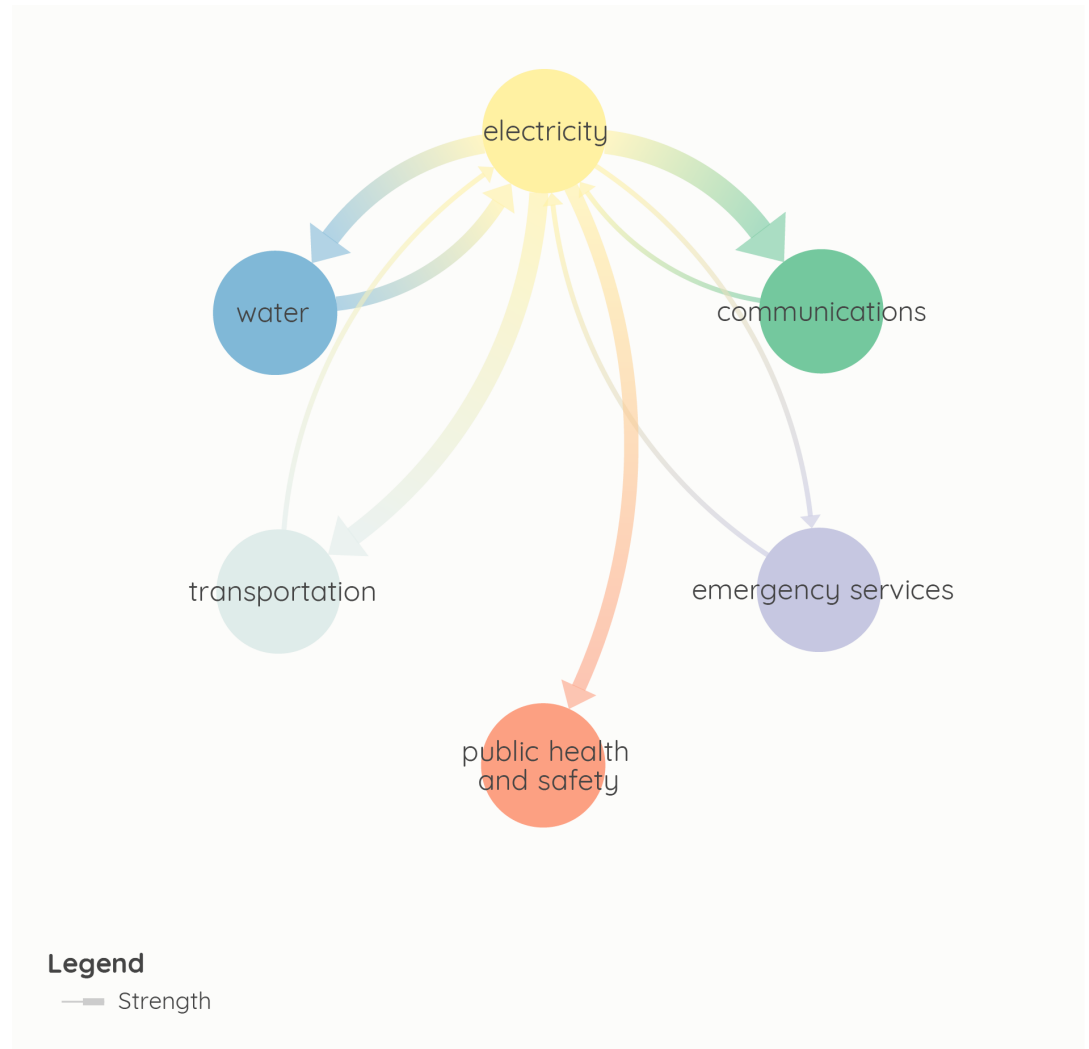 electricity
water
communications
transportation
emergency services
public health
and safety
Legend
Strength